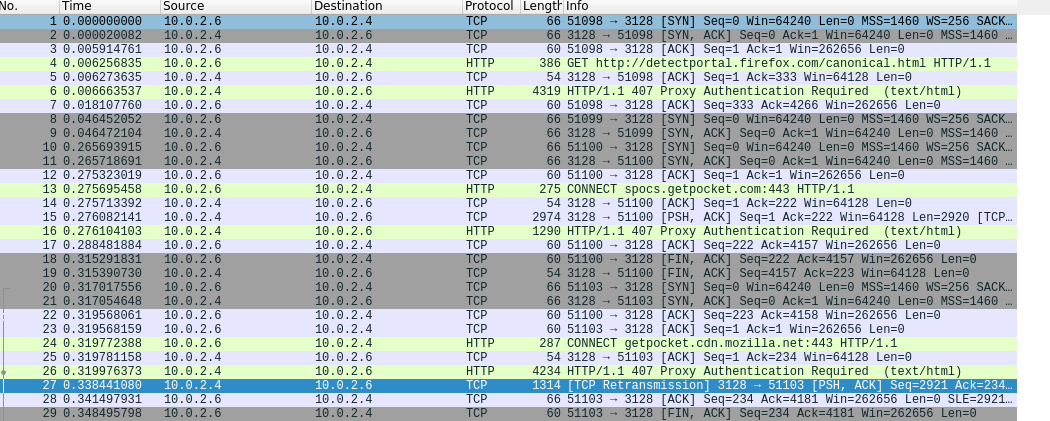 No. Time Source Destination Protocol Length Info
1 0.000000000 10.0.2.6 10.0.2.4 TCP 66 51098 → 3128 [SYN] Seq=0 Win=64240 Len=0 MSS=1460 WS=256 SACK…
2 0.000020082 10.0.2.4 10.0.2.6 TCP 66 3128 → 51098 [SYN, ACK] Seq=0 Ack=1 Win=64240 Len=0 MSS=1460 …
3 0.005914761 10.0.2.6 10.0.2.4 TCP 60 51098 → 3128 [ACK] Seq=1 Ack=1 Win=262656 Len=0
4 0.006256835 10.0.2.6 10.0.2.4 HTTP 386 GET http://detectportal.firefox.com/canonical.html HTTP/1.1
5 0.006273635 10.0.2.4 10.0.2.6 TCP 54 3128 → 51098 [ACK] Seq=1 Ack=333 Win=64128 Len=0
6 0.006663537 10.0.2.4 10.0.2.6 HTTP 4319 HTTP/1.1 407 Proxy Authentication Required (text/html)
7 0.018107760 10.0.2.6 10.0.2.4 TCP 60 51098 → 3128 [ACK] Seq=333 Ack=4266 Win=262656 Len=0
8 0.046452052 10.0.2.6 10.0.2.4 TCP 66 51099 → 3128 [SYN] Seq=0 Win=64240 Len=0 MSS=1460 WS=256 SACK…
9 0.046472104 10.0.2.4 10.0.2.6 TCP 66 3128 → 51099 [SYN, ACK] Seq=0 Ack=1 Win=64240 Len=0 MSS=1460 …
10 0.265693915 10.0.2.6 10.0.2.4 TCP 66 51100 → 3128 [SYN] Seq=0 Win=64240 Len=0 MSS=1460 WS=256 SACK…
11 0.265718691 10.0.2.4 10.0.2.6 TCP 66 3128 → 51100 [SYN, ACK] Seq=0 Ack=1 Win=64240 Len=0 MSS=1460 …
12 0.275323019 10.0.2.6 10.0.2.4 TCP 60 51100 → 3128 [ACK] Seq=1 Ack=1 Win=262656 Len=0
13 0.275695458 10.0.2.6 10.0.2.4 HTTP 275 CONNECT spocs.getpocket.com:443 HTTP/1.1
14 0.275713392 10.0.2.4 10.0.2.6 TCP 54 3128 → 51100 [ACK] Seq=1 Ack=222 Win=64128 Len=0
15 0.276082141 10.0.2.4 10.0.2.6 TCP 2974 3128 → 51100 [PSH, ACK] Seq=1 Ack=222 Win=64128 Len=2920 [TCP…
16 0.276104103 10.0.2.4 10.0.2.6 HTTP 1290 HTTP/1.1 407 Proxy Authentication Required (text/html)
17 0.288481884 10.0.2.6 10.0.2.4 TCP 60 51100 → 3128 [ACK] Seq=222 Ack=4157 Win=262656 Len=0
18 0.315291831 10.0.2.6 10.0.2.4 TCP 60 51100 → 3128 [FIN, ACK] Seq=222 Ack=4157 Win=262656 Len=0
19 0.315390730 10.0.2.4 10.0.2.6 TCP 54 3128 → 51100 [FIN, ACK] Seq=4157 Ack=223 Win=64128 Len=0
20 0.317017556 10.0.2.6 10.0.2.4 TCP 66 51103 → 3128 [SYN] Seq=0 Win=64240 Len=0 MSS=1460 WS=256 SACK…
21 0.317054648 10.0.2.4 10.0.2.6 TCP 66 3128 → 51103 [SYN, ACK] Seq=0 Ack=1 Win=64240 Len=0 MSS=1460 …
22 0.319568061 10.0.2.6 10.0.2.4 TCP 60 51100 → 3128 [ACK] Seq=223 Ack=4158 Win=262656 Len=0
23 0.319568159 10.0.2.6 10.0.2.4 TCP 60 51103 → 3128 [ACK] Seq=1 Ack=1 Win=262656 Len=0
24 0.319772388 10.0.2.6 10.0.2.4 HTTP 287 CONNECT getpocket.cdn.mozilla.net:443 HTTP/1.1
25 0.319781158 10.0.2.4 10.0.2.6 TCP 54 3128 → 51103 [ACK] Seq=1 Ack=234 Win=64128 Len=0
26 0.319976373 10.0.2.4 10.0.2.6 HTTP 4234 HTTP/1.1 407 Proxy Authentication Required (text/html)
27 0.338441080 10.0.2.4 10.0.2.6 TCP 1314 [TCP Retransmission] 3128 → 51103 [PSH, ACK] Seq=2921 Ack=234…
28 0.341497931 10.0.2.6 10.0.2.4 TCP 66 51103 → 3128 [ACK] Seq=234 Ack=4181 Win=262656 Len=0 SLE=2921…
29 0.348495798 10.0.2.6 10.0.2.4 TCP 60 51103 → 3128 [FIN, ACK] Seq=234 Ack=4181 Win=262656 Len=0